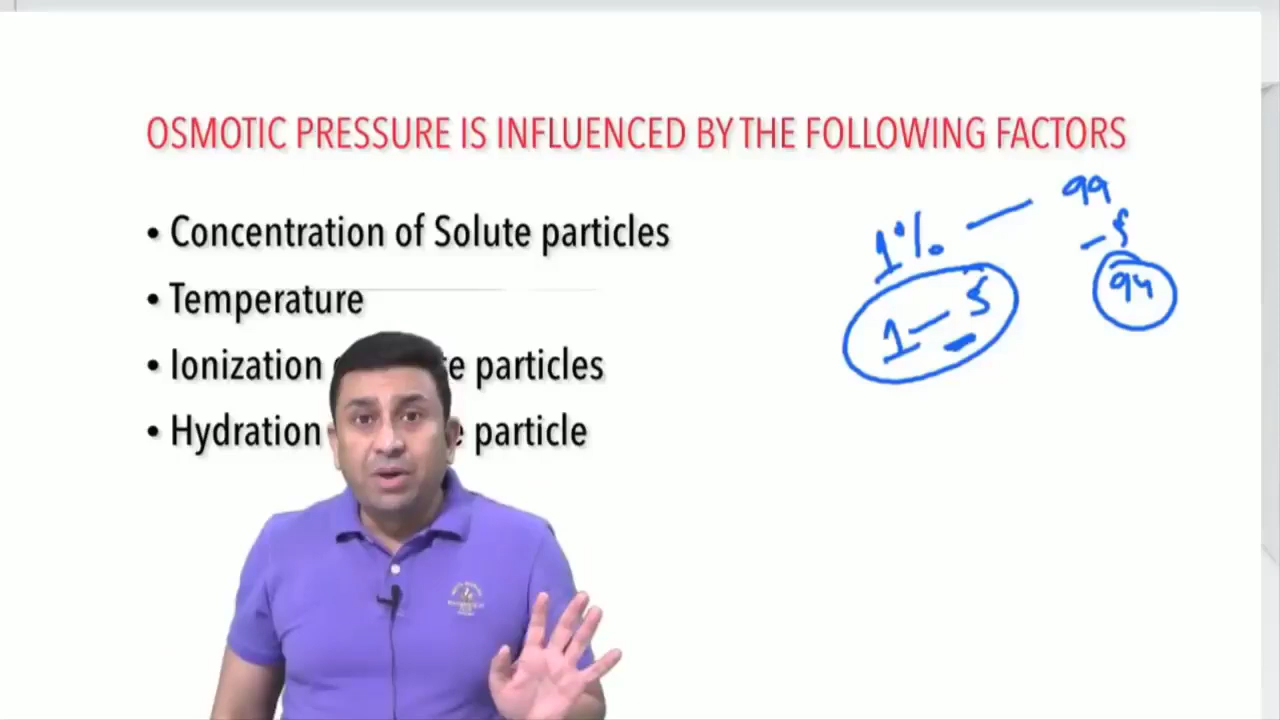 OSMOTIC PRESSURE IS INFLUENCED BY THE FOLLOWING FACTORS
• Concentration of Solute particles
• Temperature
• Ionization particles
• Hydration particle
1% — 99
– 5
94
1 — 5